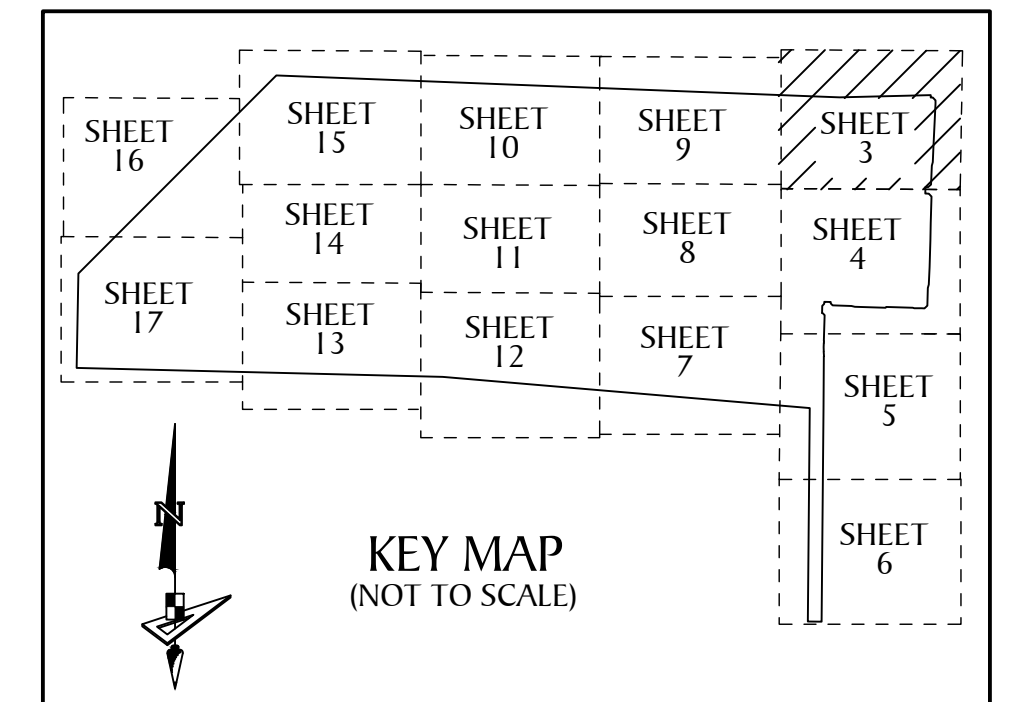 SHEET
16
SHEET
15
SHEET
10
SHEET
9
SHEET
3
SHEET
14
SHEET
11
SHEET
8
SHEET
4
SHEET
17
SHEET
13
SHEET
12
SHEET
7
SHEET
5
SHEET
6
N
KEY MAP
(NOT TO SCALE)